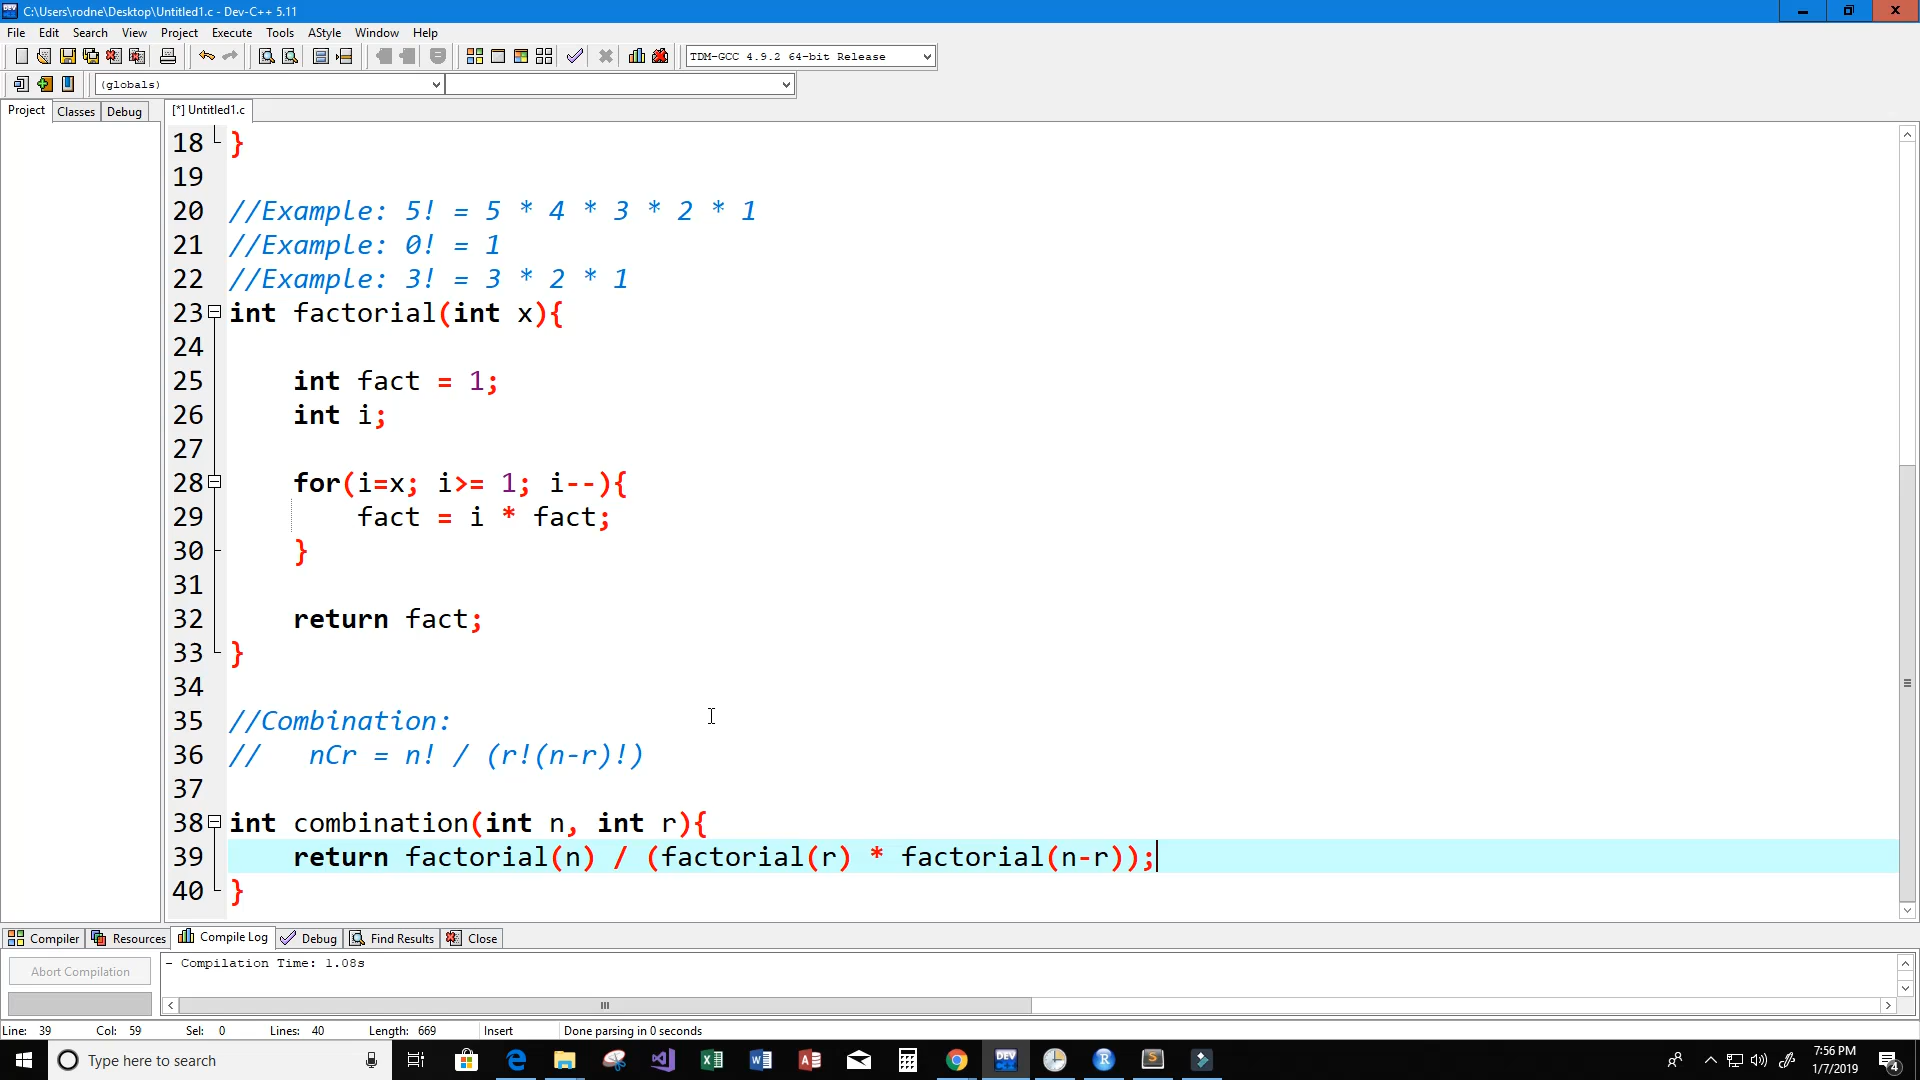 C:\Users\rodne\Desktop\Untitled1.c - Dev-C++ 5.11
File Edit Search View Project Execute Tools AStyle Window Help
TDM-GCC 4.9.2 64-bit Release
(globals)
Project Classes Debug [*] Untitled1.c
18 }
19
20 //Example: 5! = 5 * 4 * 3 * 2 * 1
21 //Example: 0! = 1
22 //Example: 3! = 3 * 2 * 1
23 int factorial(int x){
24
25 int fact = 1;
26 int i;
27
28 for(i=x; i>= 1; i--){
29 fact = i * fact;
30 }
31
32 return fact;
33 }
34
35 //Combination:
36 // nCr = n! / (r!(n-r)!)
37
38 int combination(int n, int r){
39 return factorial(n) / (factorial(r) * factorial(n-r));
40 }
Compiler Resources Compile Log Debug Find Results Close
Abort Compilation
- Compilation Time: 1.08s
Line: 39 Col: 59 Sel: 0 Lines: 40 Length: 669 Insert Done parsing in 0 seconds
Type here to search
DEV
R
S
7:56 PM
1/7/2019
4